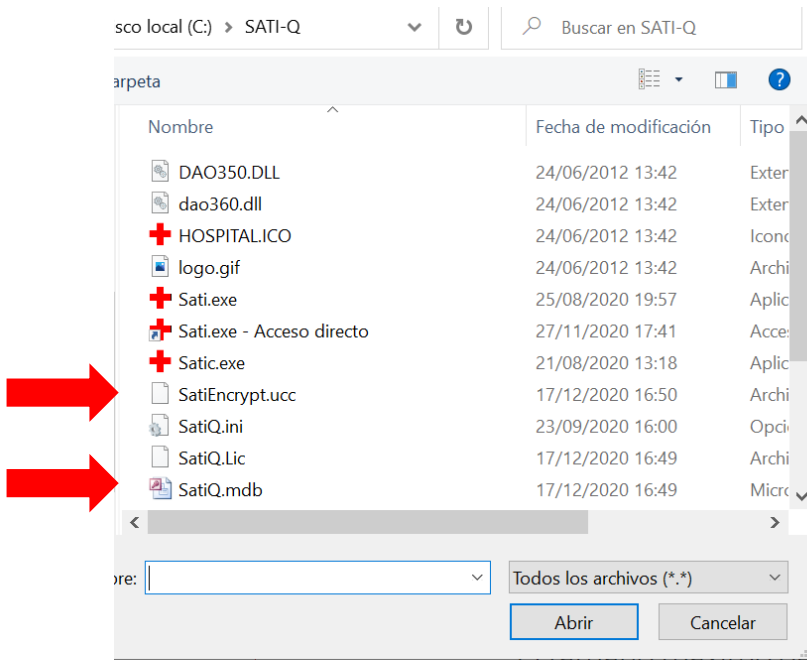 sco local (C:) > SATI-Q Buscar en SATI-Q
arpeta ?
Nombre Fecha de modificación Tipo
DAO350.DLL 24/06/2012 13:42 Exter
dao360.dll 24/06/2012 13:42 Exter
HOSPITAL.ICO 24/06/2012 13:42 Icono
logo.gif 24/06/2012 13:42 Archi
Sati.exe 25/08/2020 19:57 Aplic
Sati.exe - Acceso directo 27/11/2020 17:41 Acce
Satic.exe 21/08/2020 13:18 Aplic
SatiEncrypt.ucc 17/12/2020 16:50 Archi
SatiQ.ini 23/09/2020 16:00 Opci
SatiQ.Lic 17/12/2020 16:49 Archi
SatiQ.mdb 17/12/2020 16:49 Micro
bre: Todos los archivos (*.*)
Abrir Cancelar